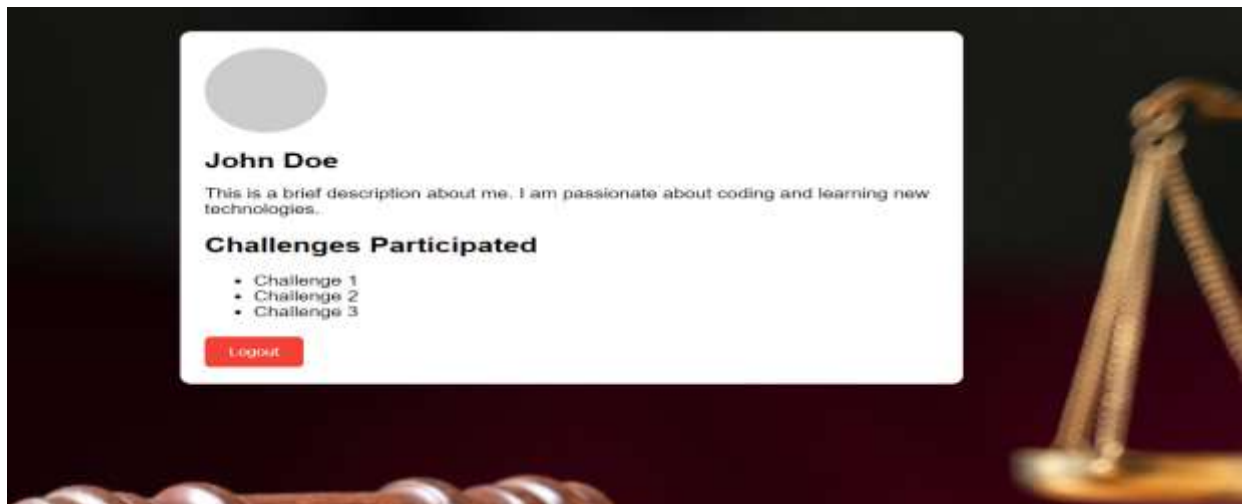 John Doe
This is a brief description about me. I am passionate about coding and learning new
technologies.
Challenges Participated
• Challenge 1
• Challenge 2
• Challenge 3
Logout